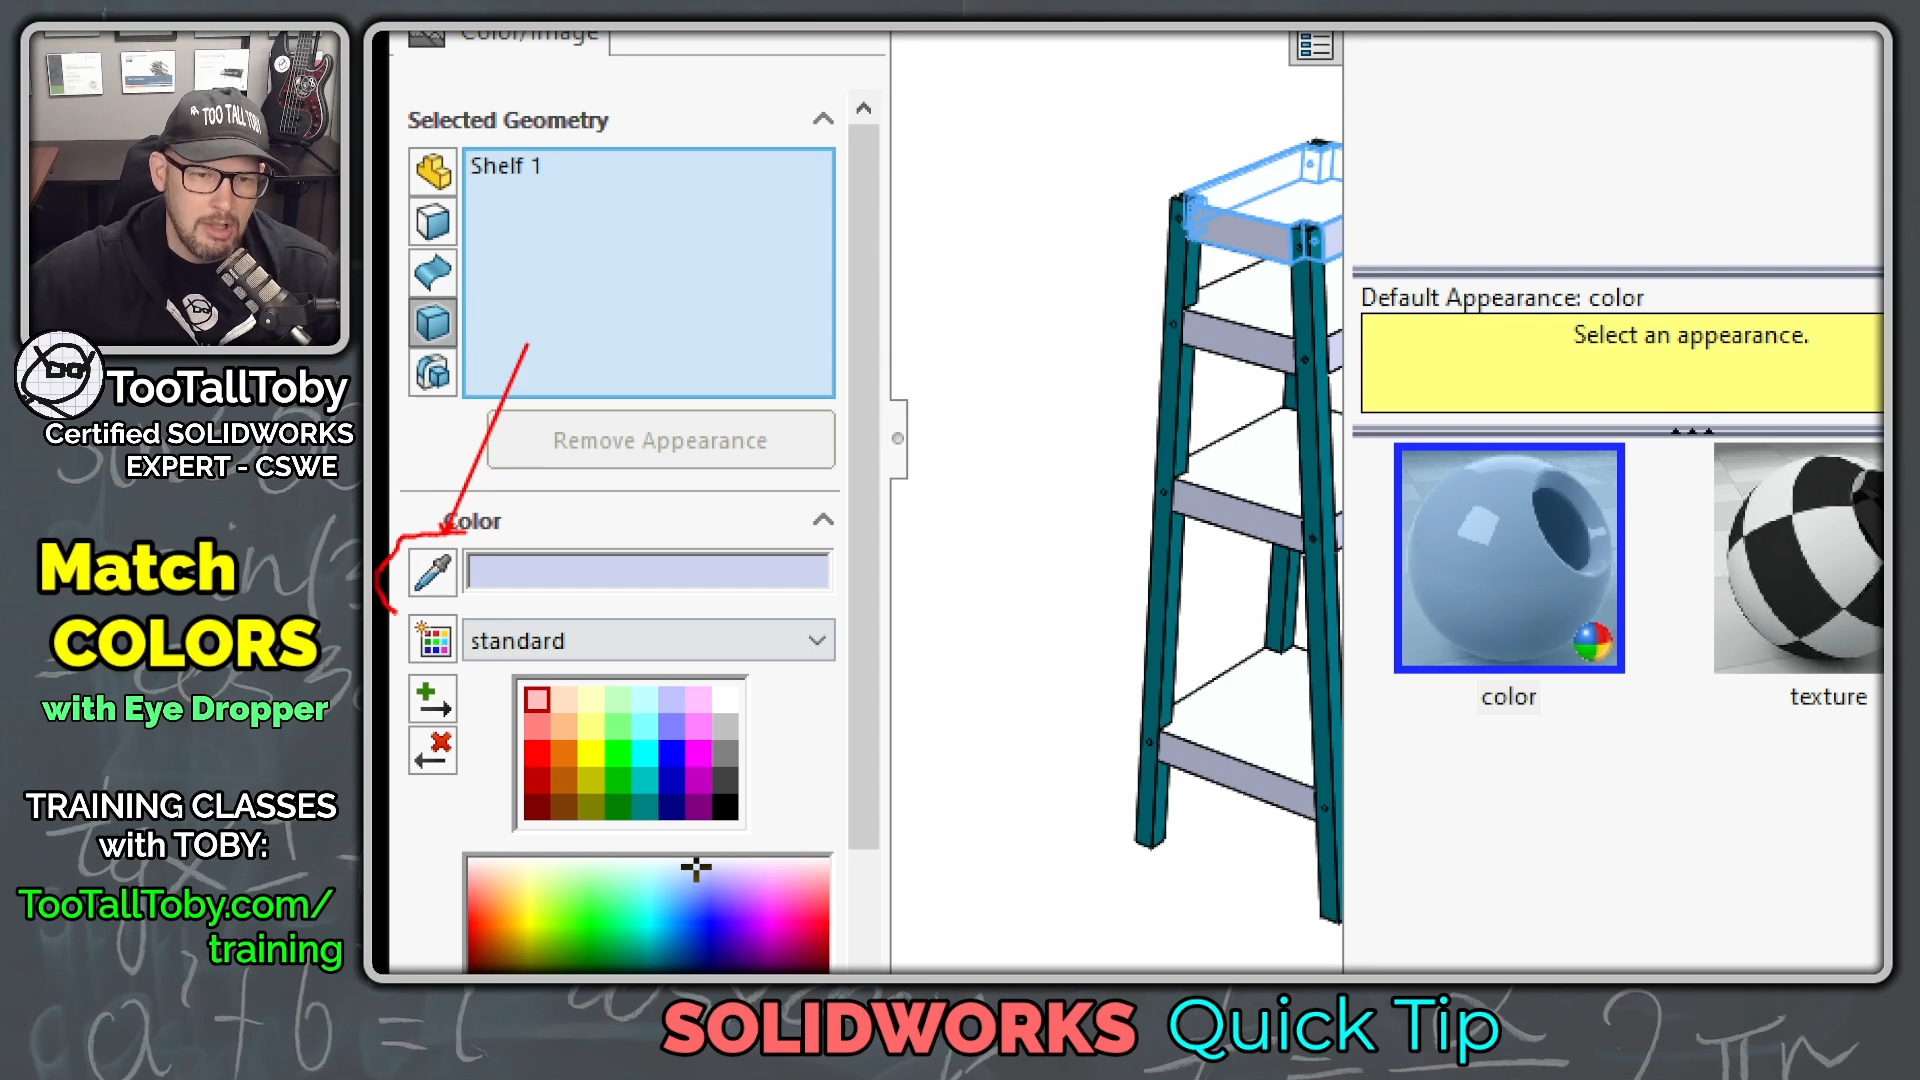 TOO TALL TOBY
TooTallToby
Certified SOLIDWORKS
EXPERT - CSWE
Match
COLORS
with Eye Dropper
TRAINING CLASSES
with TOBY:
TooTallToby.com/
training
Color/Image
Selected Geometry
Shelf 1
Remove Appearance
Color
standard
Default Appearance: color
Select an appearance.
color
texture
SOLIDWORKS Quick Tip